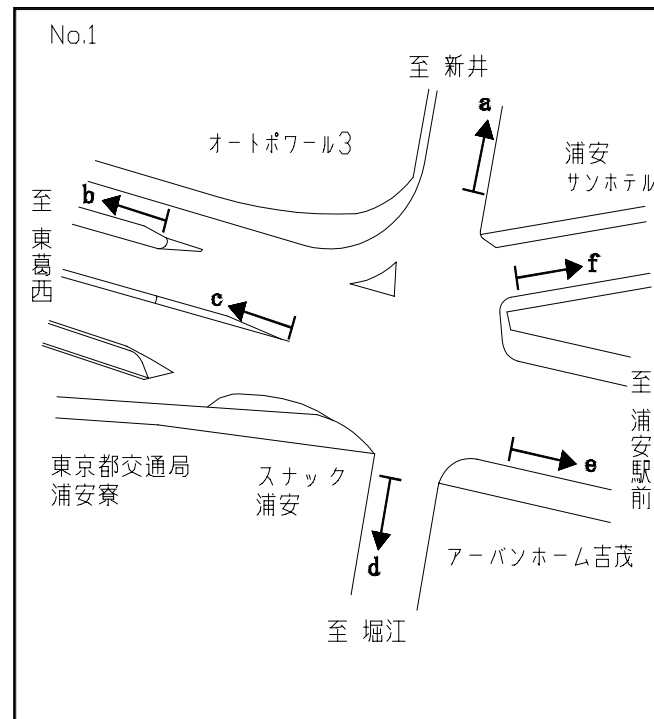 No.1
至 新井
a
オートポワール3
浦安
サンホテル
b
至 東葛西
c
f
至 浦安駅前
e
東京都交通局
浦安寮
スナック
浦安
d
アーバンホーム吉茂
至 堀江